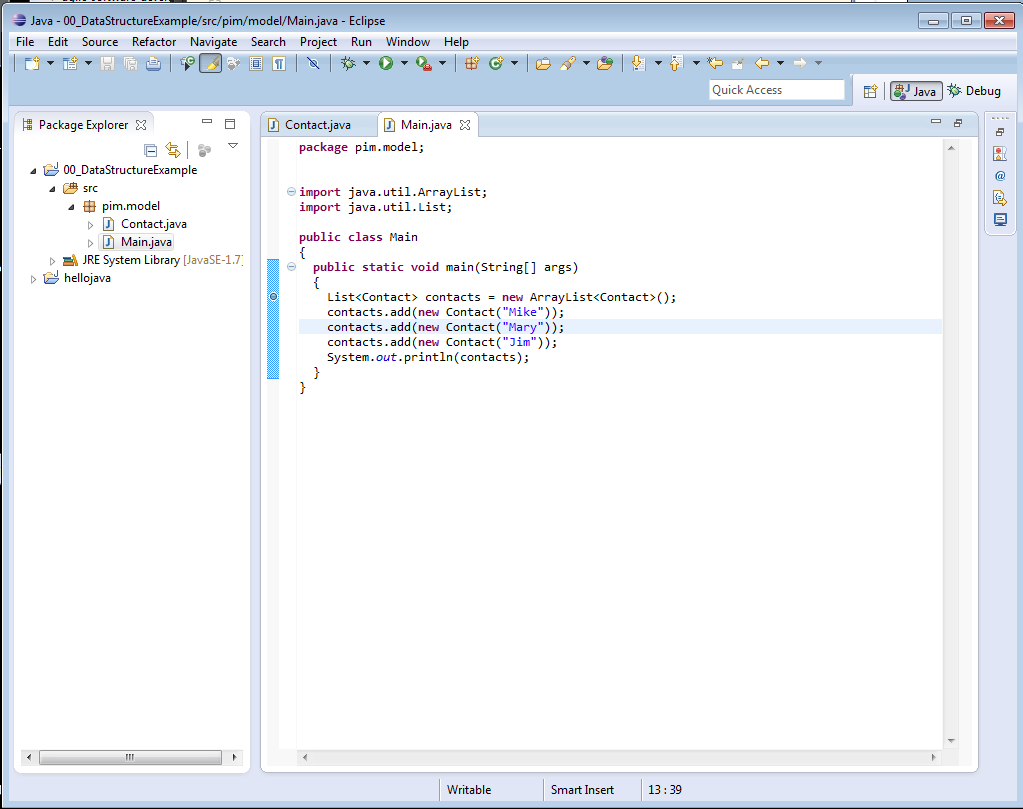 Java - 00_DataStructureExample/src/pim/model/Main.java - Eclipse
File Edit Source Refactor Navigate Search Project Run Window Help
Quick Access
Java
Debug
Package Explorer
00_DataStructureExample
src
pim.model
Contact.java
Main.java
JRE System Library [JavaSE-1.7]
hellojava
Contact.java
Main.java
package pim.model;
import java.util.ArrayList;
import java.util.List;
public class Main
{
public static void main(String[] args)
{
List<Contact> contacts = new ArrayList<Contact>();
contacts.add(new Contact("Mike"));
contacts.add(new Contact("Mary"));
contacts.add(new Contact("Jim"));
System.out.println(contacts);
}
}
Writable
Smart Insert
13 : 39